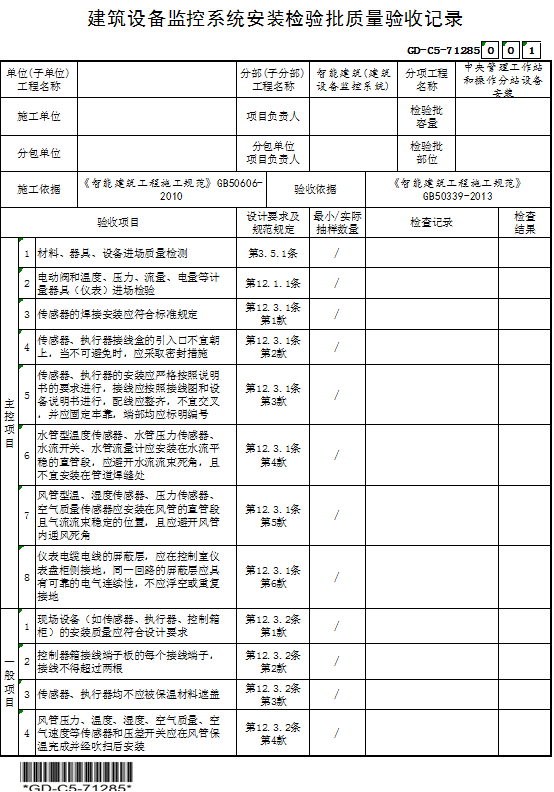 建筑设备监控系统安装检验批质量验收记录
GD-C5-71285 0 0 1
单位(子单位)
工程名称
分部(子分部)
工程名称
智能建筑(建筑
设备监控系统)
分项工程
名称
中央管理工作站
和操作分站设备
安装
施工单位
项目负责人
检验批
容量
分包单位
分包单位
项目负责人
检验批
部位
施工依据
《智能建筑工程施工规范》GB50606-
2010
验收依据
《智能建筑工程施工规范》
GB50339-2013
验收项目
设计要求及
规范规定
最小/实际
抽样数量
检查记录
检查
结果
主控项目
1
材料、器具、设备进场质量检测
第3.5.1条
/
2
电动阀和温度、压力、流量、电量等计
量器具（仪表）进场检验
第12.1.1条
/
3
传感器的焊接安装应符合标准规定
第12.3.1条
第1款
/
4
传感器、执行器接线盒的引入口不宜朝
上，当不可避免时，应采取密封措施
第12.3.1条
第2款
/
5
传感器、执行器的安装应严格按照说明
书的要求进行，接线应按照接线图和设
备说明书进行，配线应整齐，不宜交叉
，并应固定牢靠，端部均应标明编号
第12.3.1条
第3款
/
6
水管型温度传感器、水管压力传感器、
水流开关、水管流量计应安装在水流平
稳的直管段，应避开水流流束死角，且
不宜安装在管道焊缝处
第12.3.1条
第4款
/
7
风管型温、湿度传感器、压力传感器、
空气质量传感器应安装在风管的直管段
且气流流束稳定的位置，且应避开风管
内通风死角
第12.3.1条
第5款
/
8
仪表电缆电线的屏蔽层，应在控制室仪
表盘柜侧接地，同一回路的屏蔽层应具
有可靠的电气连续性，不应浮空或重复
接地
第12.3.1条
第6款
/
一般项目
1
现场设备（如传感器、执行器、控制箱
柜）的安装质量应符合设计要求
第12.3.2条
第1款
/
2
控制器箱接线端子板的每个接线端子，
接线不得超过两根
第12.3.2条
第2款
/
3
传感器、执行器均不应被保温材料遮盖
第12.3.2条
第3款
/
4
风管压力、温度、湿度、空气质量、空
气速度等传感器和压差开关应在风管保
温完成并经吹扫后安装
第12.3.2条
第4款
/
*GD-C5-71285*